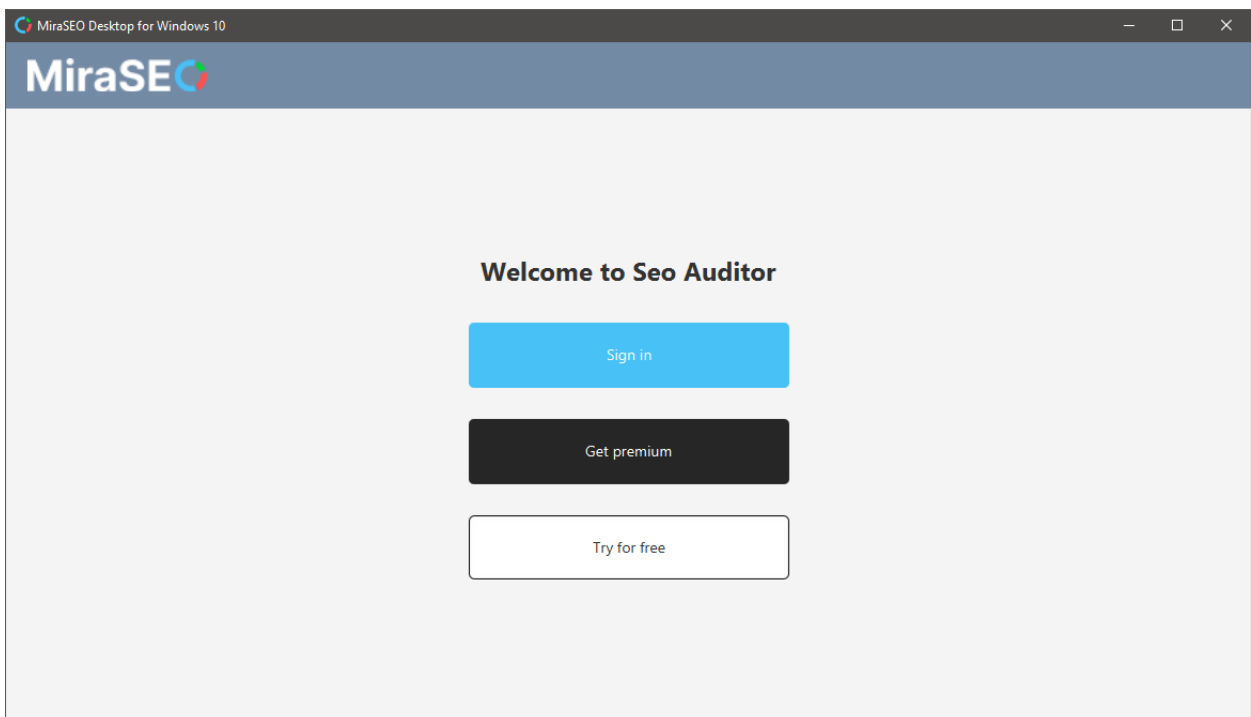 MiraSEO Desktop for Windows 10
MiraSEO
Welcome to Seo Auditor
Sign in
Get premium
Try for free